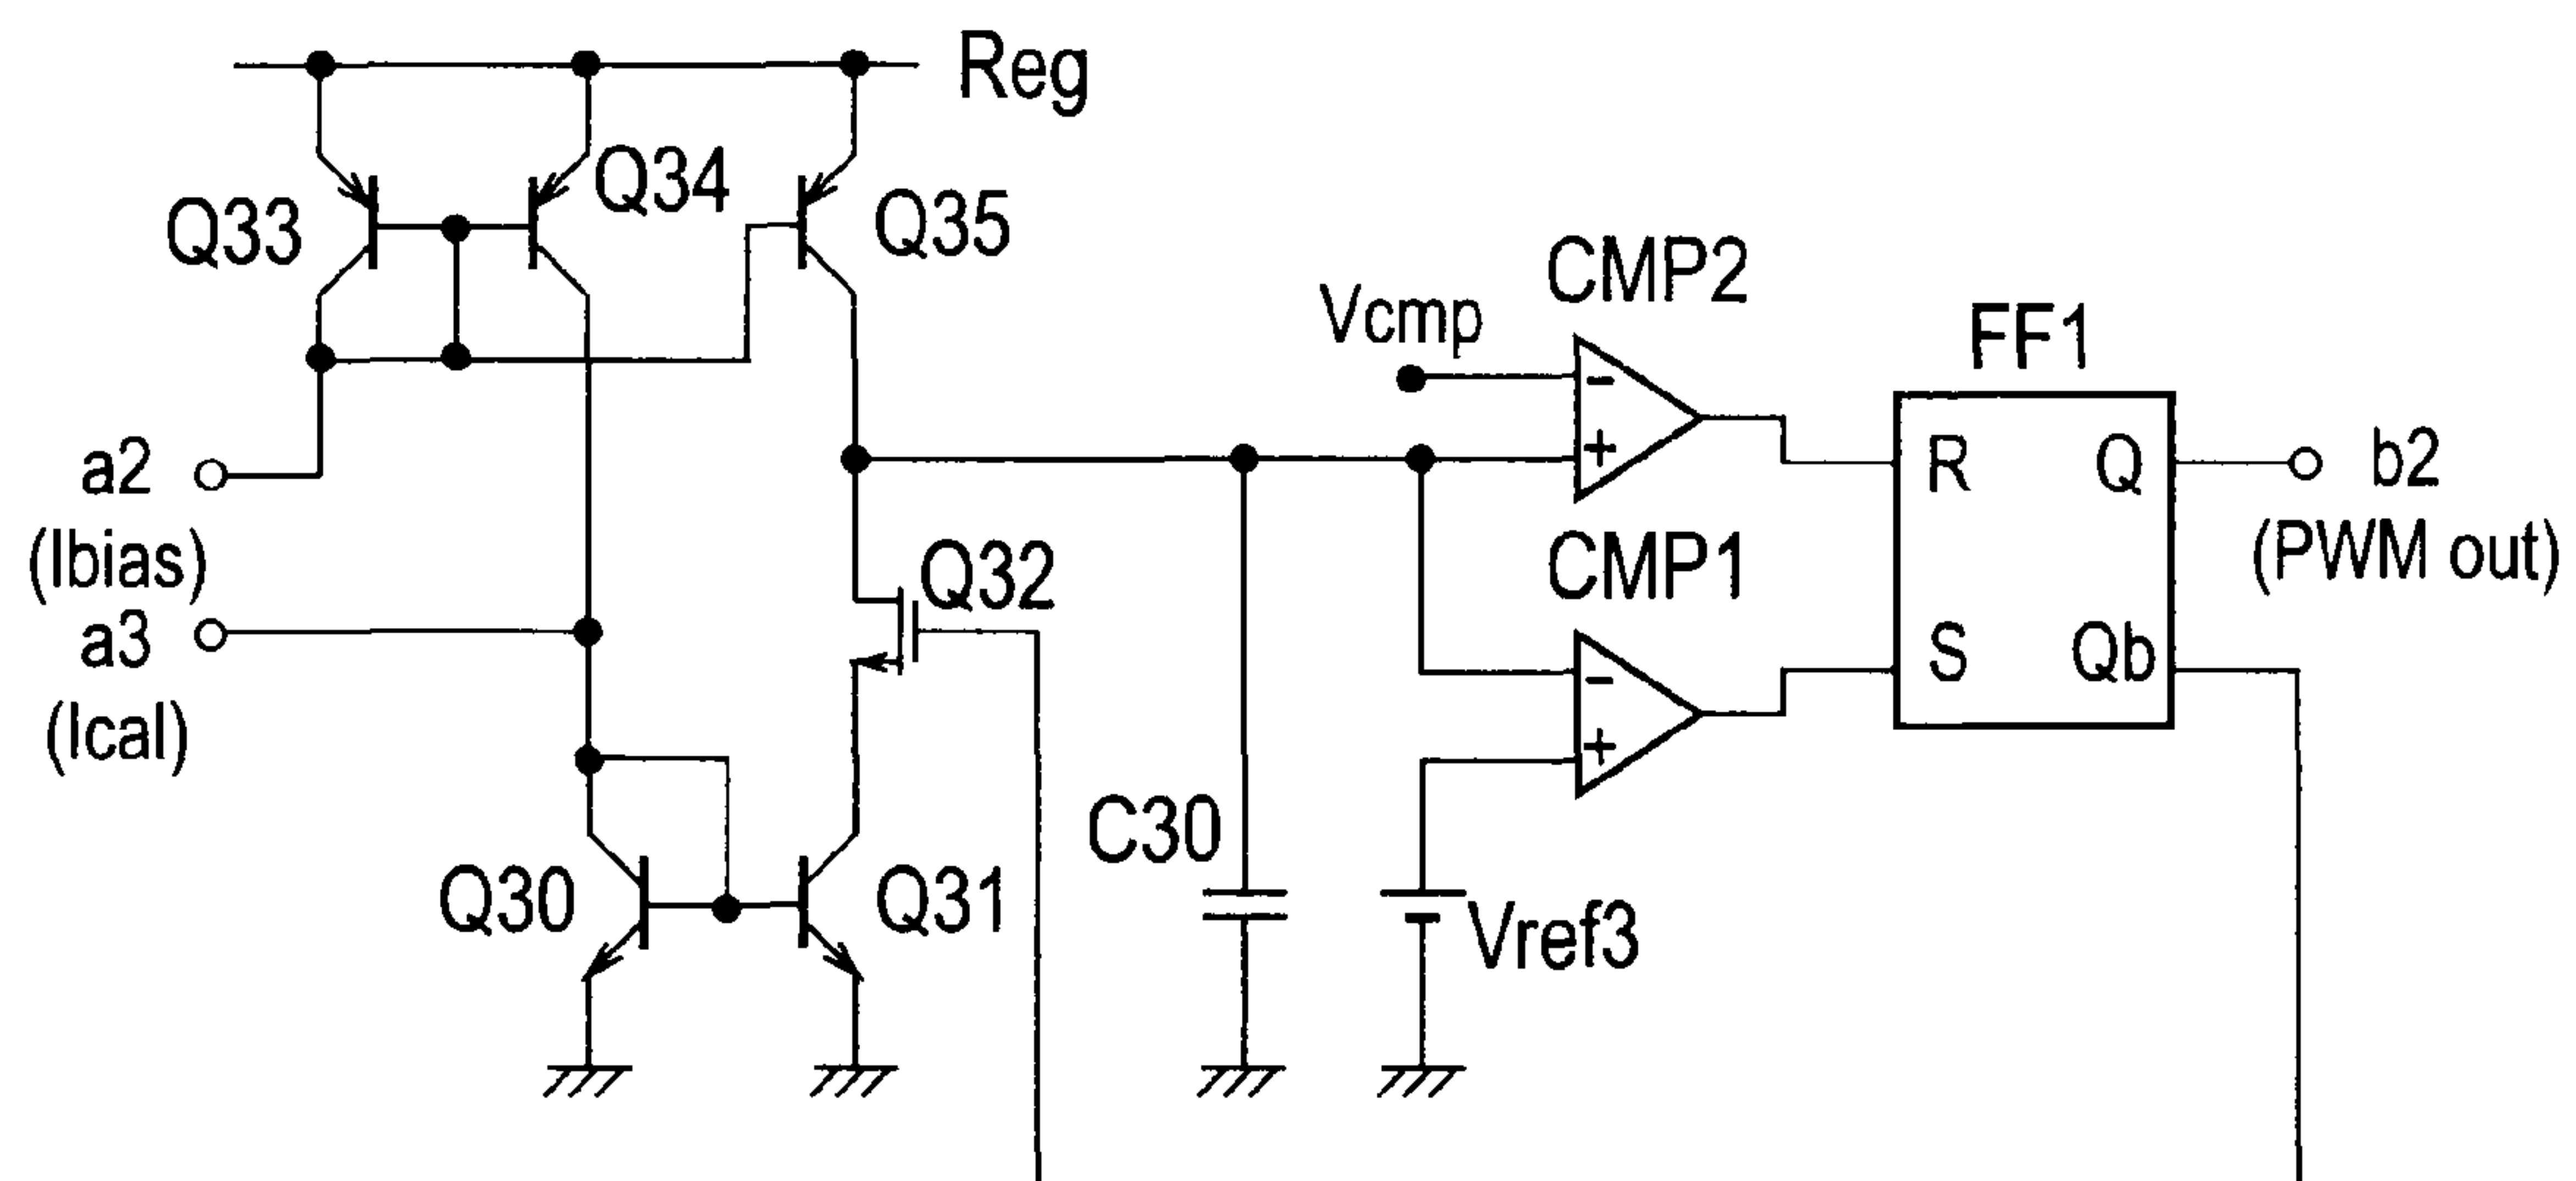 Reg
Q33
Q34
Q35
CMP2
Vcmp
FF1
-
+
R
Q
b2
(PWM out)
a2
(Ibias)
a3
(Ical)
Q32
CMP1
-
+
S
Qb
C30
Q30
Q31
Vref3